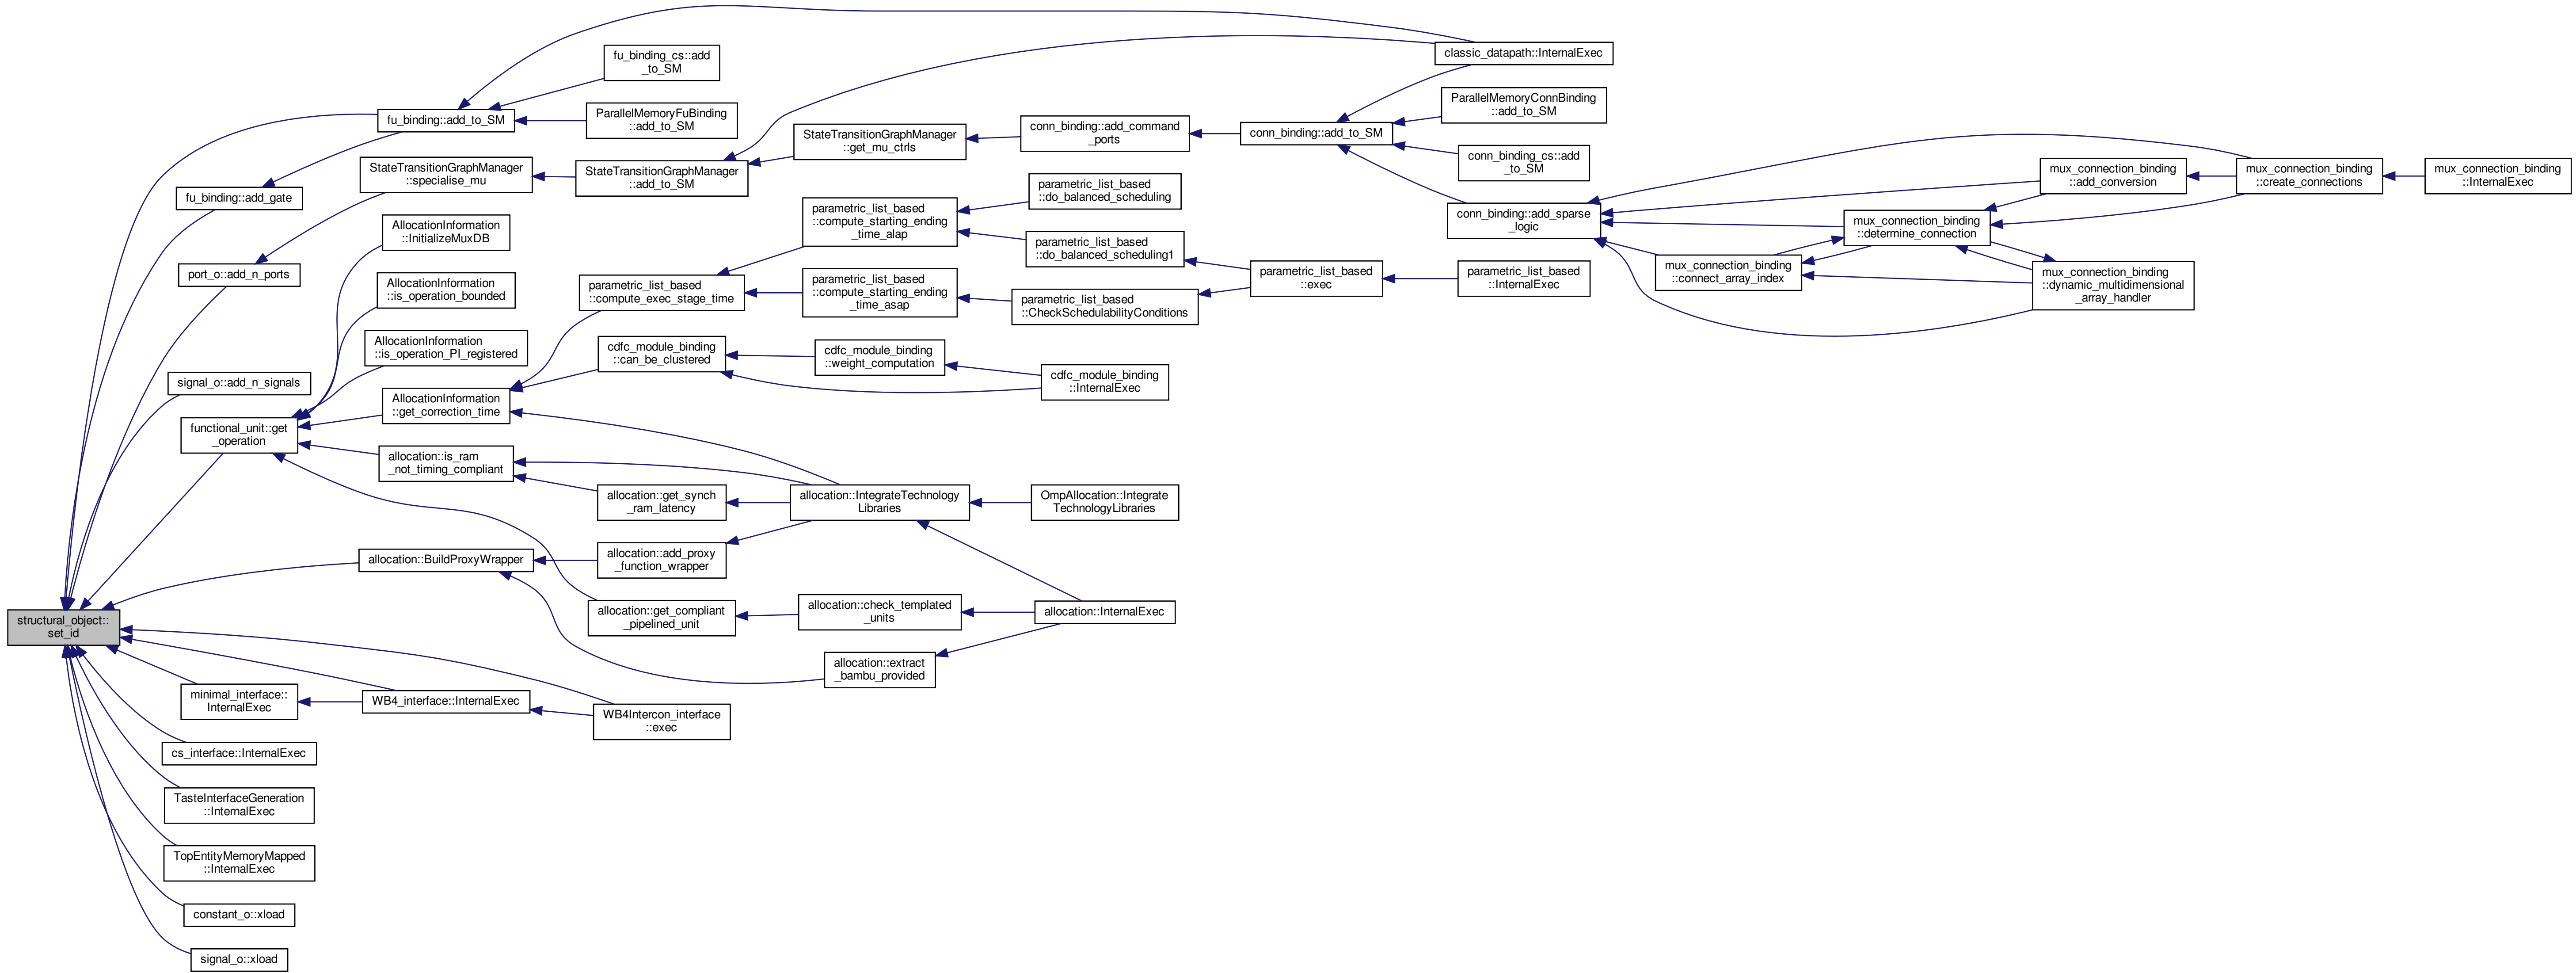 structural_object::
set_id
fu_binding::add_to_SM
fu_binding_cs::add
_to_SM
ParallelMemoryFuBinding
::add_to_SM
classic_datapath::InternalExec
fu_binding::add_gate
port_o::add_n_ports
StateTransitionGraphManager
::specialise_mu
StateTransitionGraphManager
::add_to_SM
StateTransitionGraphManager
::get_mu_ctrls
conn_binding::add_command
_ports
conn_binding::add_to_SM
ParallelMemoryConnBinding
::add_to_SM
conn_binding_cs::add
_to_SM
conn_binding::add_sparse
_logic
mux_connection_binding
::connect_array_index
mux_connection_binding
::determine_connection
mux_connection_binding
::add_conversion
mux_connection_binding
::dynamic_multidimensional
_array_handler
mux_connection_binding
::create_connections
mux_connection_binding
::InternalExec
signal_o::add_n_signals
functional_unit::get
_operation
AllocationInformation
::InitializeMuxDB
AllocationInformation
::is_operation_bounded
AllocationInformation
::is_operation_PI_registered
AllocationInformation
::get_correction_time
parametric_list_based
::compute_exec_stage_time
parametric_list_based
::compute_starting_ending
_time_alap
parametric_list_based
::do_balanced_scheduling
parametric_list_based
::do_balanced_scheduling1
parametric_list_based
::compute_starting_ending
_time_asap
parametric_list_based
::CheckSchedulabilityConditions
parametric_list_based
::exec
parametric_list_based
::InternalExec
cdfc_module_binding
::can_be_clustered
cdfc_module_binding
::weight_computation
cdfc_module_binding
::InternalExec
allocation::is_ram
_not_timing_compliant
allocation::get_synch
_ram_latency
allocation::IntegrateTechnology
Libraries
OmpAllocation::Integrate
TechnologyLibraries
allocation::BuildProxyWrapper
allocation::add_proxy
_function_wrapper
allocation::get_compliant
_pipelined_unit
allocation::check_templated
_units
allocation::InternalExec
allocation::extract
_bambu_provided
minimal_interface::
InternalExec
WB4_interface::InternalExec
WB4Intercon_interface
::exec
cs_interface::InternalExec
TasteInterfaceGeneration
::InternalExec
TopEntityMemoryMapped
::InternalExec
constant_o::xload
signal_o::xload